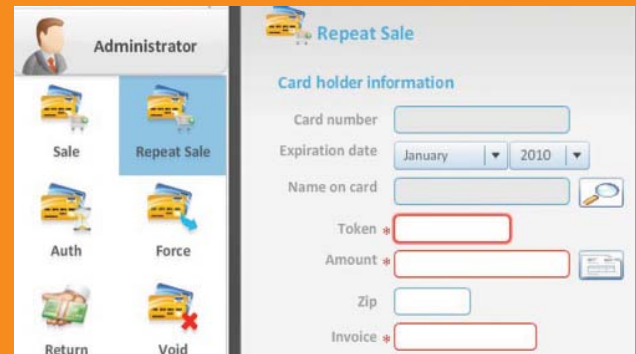 Administrator
Sale
Repeat Sale
Auth
Force
Return
Void
Repeat Sale
Card holder information
Card number
Expiration date
January
2010
Name on card
Token *
Amount *
Zip
Invoice *